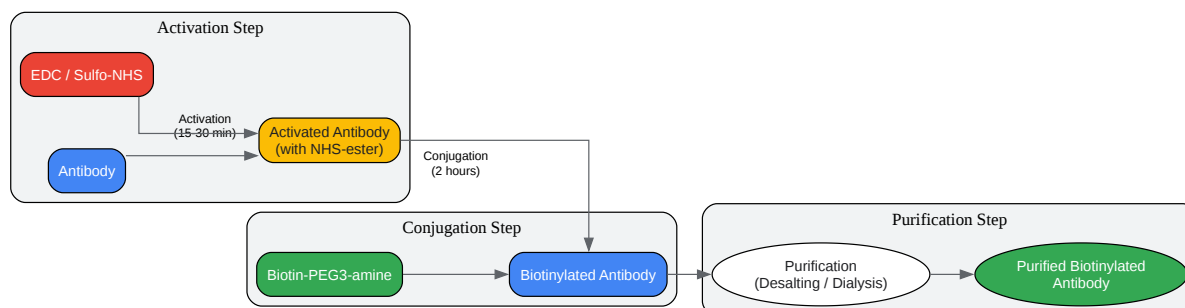 Activation Step
EDC / Sulfo-NHS
Activation
(15-30 min)
Antibody
Activated Antibody
(with NHS-ester)
Conjugation
(2 hours)
Conjugation Step
Biotin-PEG3-amine
Biotinylated Antibody
Purification Step
Purification
(Desalting / Dialysis)
Purified Biotinylated
Antibody